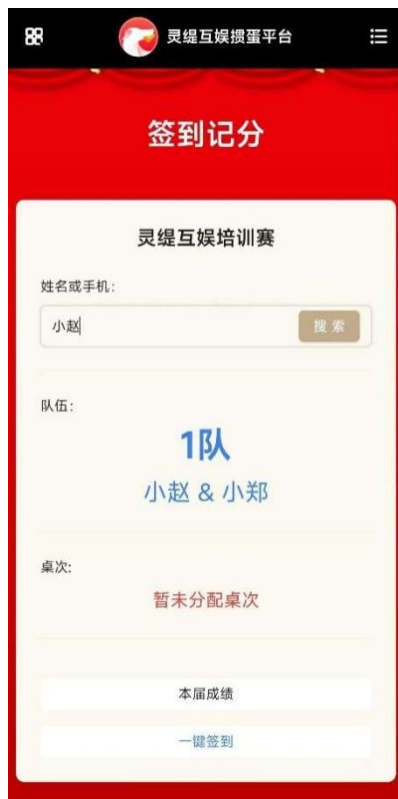 灵缇互娱掼蛋平台
签到记分
灵缇互娱培训赛
姓名或手机:
小赵
搜 索
队伍:
1队
小赵 & 小郑
桌次:
暂未分配桌次
本届成绩
一键签到